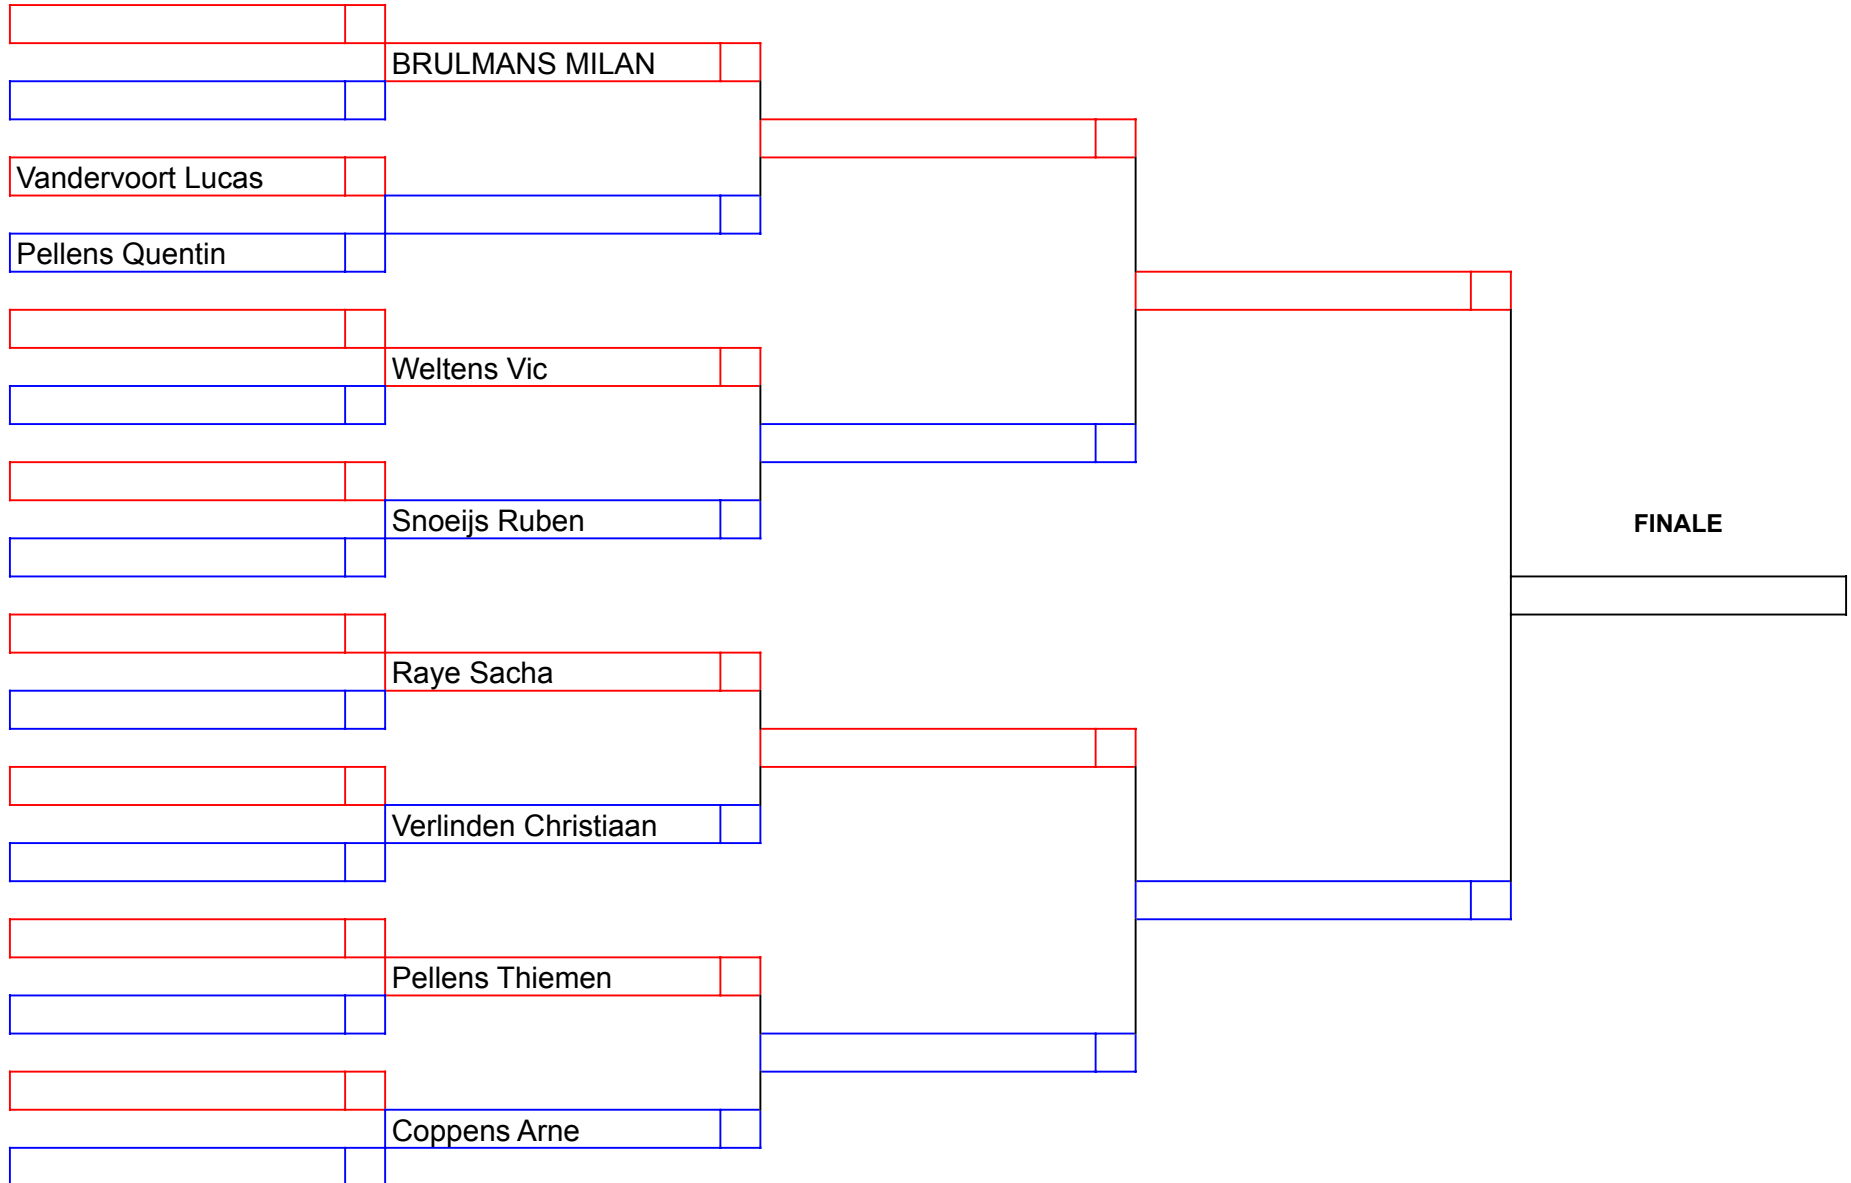 BRULMANS MILAN
Vandervoort Lucas
Pellens Quentin
Weltens Vic
Snoeijs Ruben
FINALE
Raye Sacha
Verlinden Christiaan
Pellens Thiemen
Coppens Arne